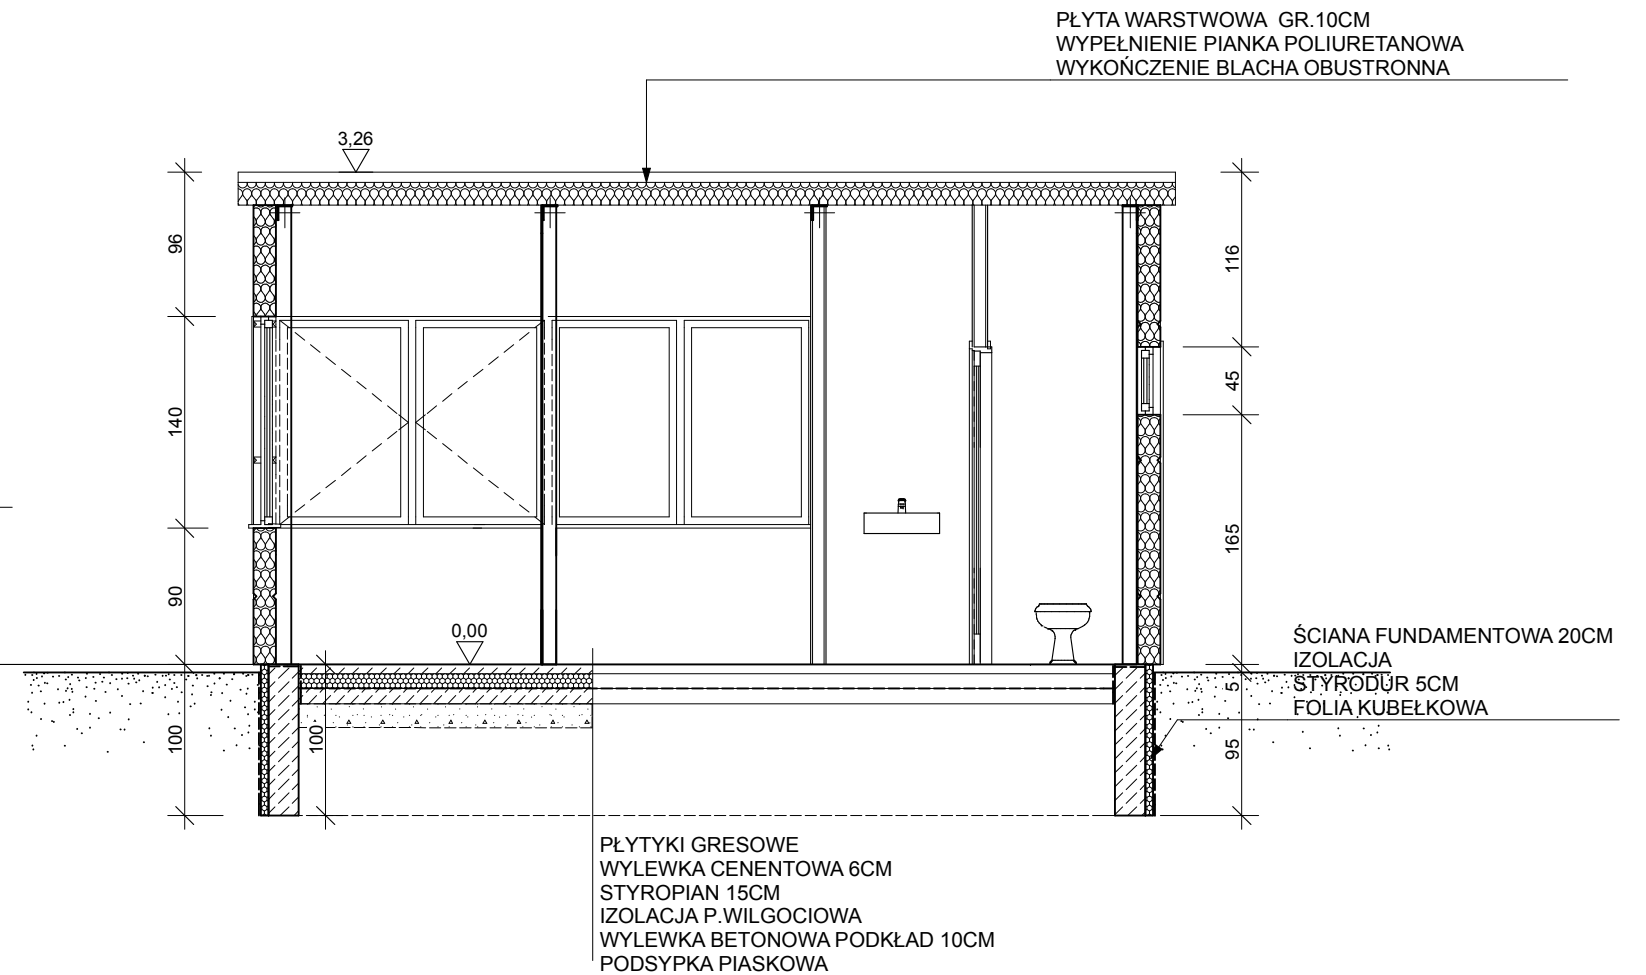 PŁYTA WARSTWOWA GR.10CM
WYPEŁNIENIE PIANKA POLIURETANOWA
WYKOŃCZENIE BLACHA OBUSTRONNA
3,26
96
116
45
140
165
90
0,00
ŚCIANA FUNDAMENTOWA 20CM
IZOLACJA
STYRODUR 5CM
FOLIA KUBEŁKOWA
5
100
100
95
PŁYTYKI GRESOWE
WYLEWKA CENENTOWA 6CM
STYROPIAN 15CM
IZOLACJA P.WILGOCIOWA
WYLEWKA BETONOWA PODKŁAD 10CM
PODSYPKA PIASKOWA